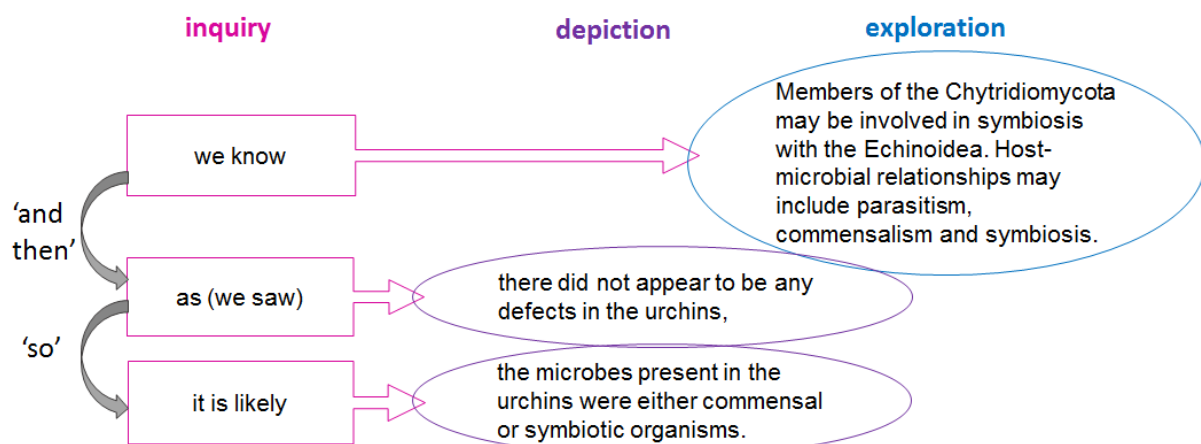 inquiry
depiction
exploration
we know
Members of the Chytridiomycota
may be involved in symbiosis
with the Echinoidea. Host-
microbial relationships may
include parasitism,
commensalism and symbiosis.
‘and
then’
as (we saw)
there did not appear to be any
defects in the urchins,
‘so’
it is likely
the microbes present in the
urchins were either commensal
or symbiotic organisms.